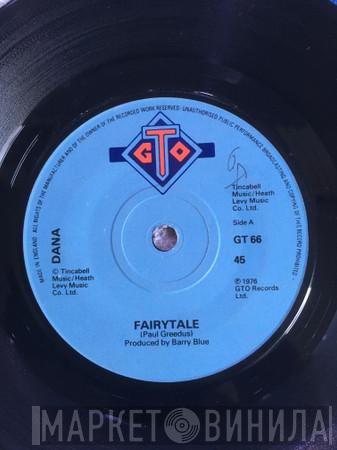 MADE IN ENGLAND. ALL RIGHTS OF THE MANUFACTURER AND OF THE OWNER OF THE RECORDED WORK RESERVED· UNAUTHORISED PUBLIC PERFORMANCE BROADCASTING AND COPYING OF THE RECORD PROHIBITED
GTO
DANA
Tincabell
Music/Heath
Levy Music
Co. Ltd.
Side A
GT 66
45
© Tincabell
Music/Heath
Levy Music
Co. Ltd.
℗ 1976
GTO Records
Ltd.
FAIRYTALE
(Paul Greedus)
Produced by Barry Blue
МАРКЕТ ВИНИЛА